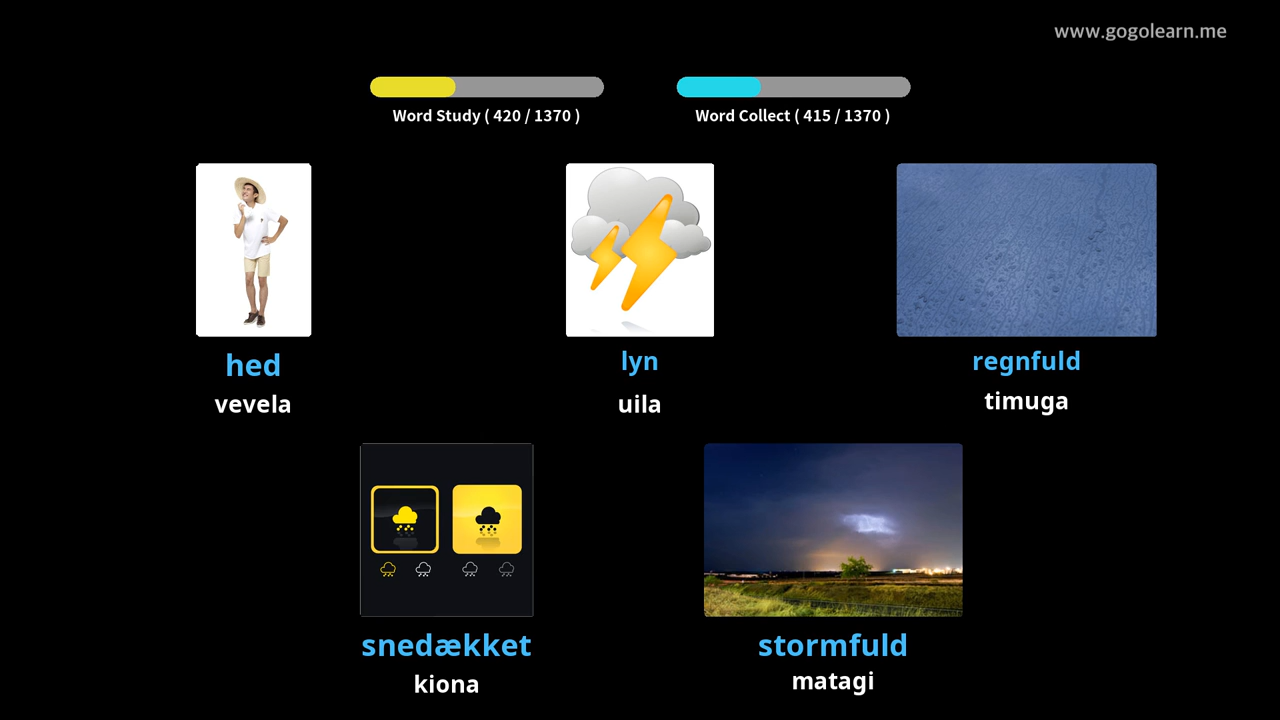 www.gogolearn.me
Word Study ( 420 / 1370 )
Word Collect ( 415 / 1370 )
hed
vevela
lyn
uila
regnfuld
timuga
snedækket
kiona
stormfuld
matagi